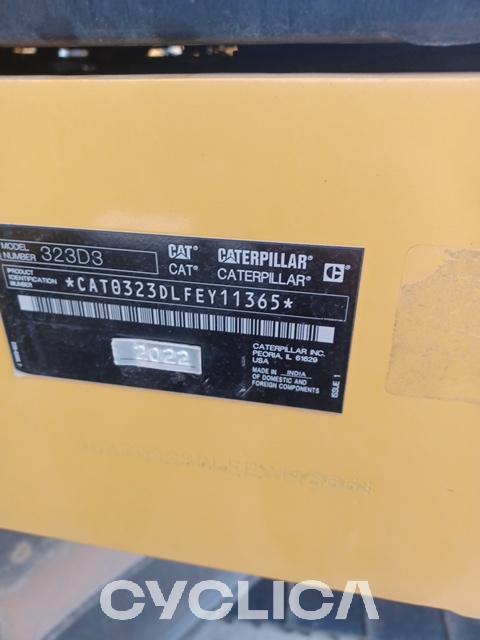 MODEL NUMBER 323D3
CAT CATERPILLAR
CAT® CATERPILLAR® C
PRODUCT IDENTIFICATION NUMBER *CAT0323DLFEY11365*
2022
CATERPILLAR INC.
PEORIA, IL 61629
USA
MADE IN INDIA
OF DOMESTIC AND
FOREIGN COMPONENTS
ISSUE 1
CYCLICA